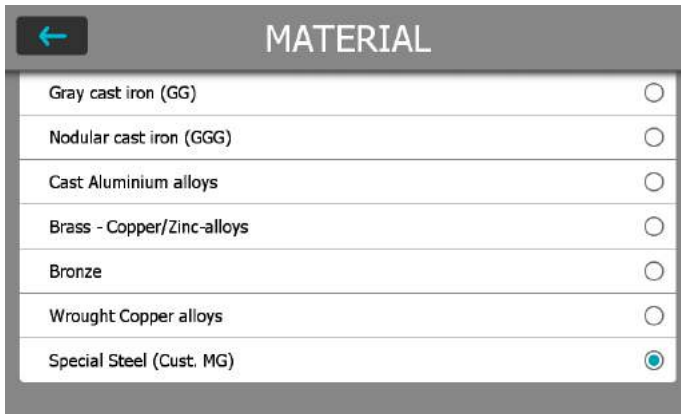 MATERIAL
Gray cast iron (GG)
Nodular cast iron (GGG)
Cast Aluminium alloys
Brass - Copper/Zinc-alloys
Bronze
Wrought Copper alloys
Special Steel (Cust. MG)